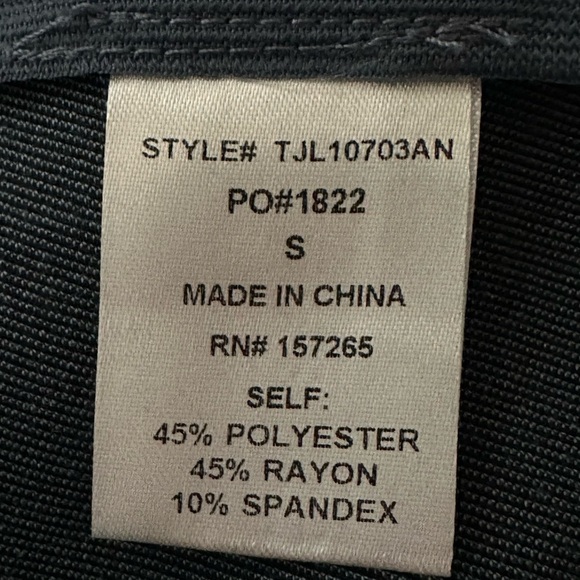 STYLE# TJL10703AN
PO#1822
S
MADE IN CHINA
RN# 157265
SELF:
45% POLYESTER
45% RAYON
10% SPANDEX